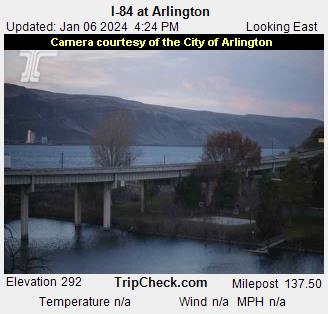 I-84 at Arlington
Updated: Jan 06 2024 4:24 PM Looking East
Camera courtesy of the City of Arlington
Elevation 292 TripCheck.com Milepost 137.50
Temperature n/a Wind n/a MPH n/a